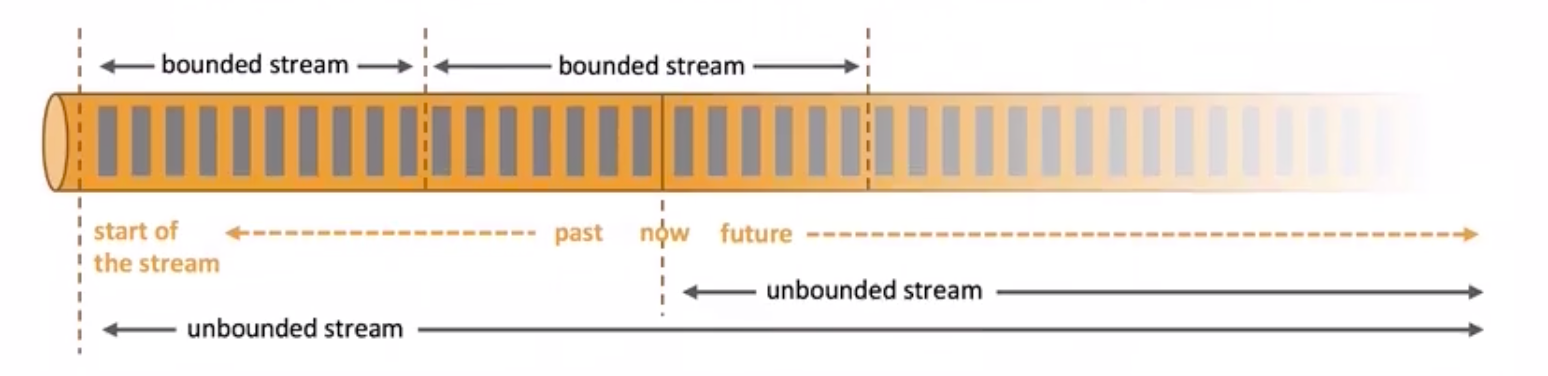 bounded stream
bounded stream
start of
the stream
past
now
future
unbounded stream
unbounded stream